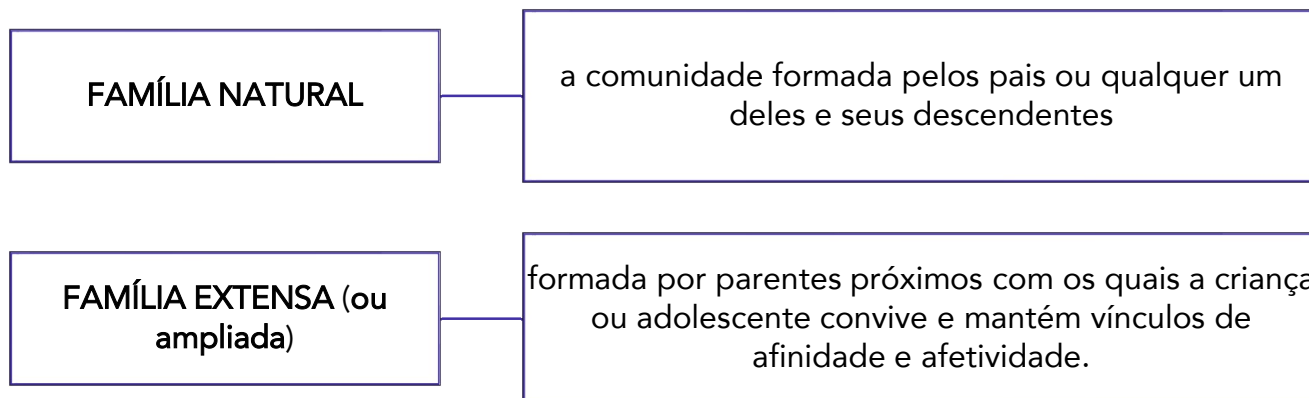 FAMÍLIA NATURAL
a comunidade formada pelos pais ou qualquer um
deles e seus descendentes
FAMÍLIA EXTENSA (ou
ampliada)
formada por parentes próximos com os quais a criança
ou adolescente convive e mantém vínculos de
afinidade e afetividade.